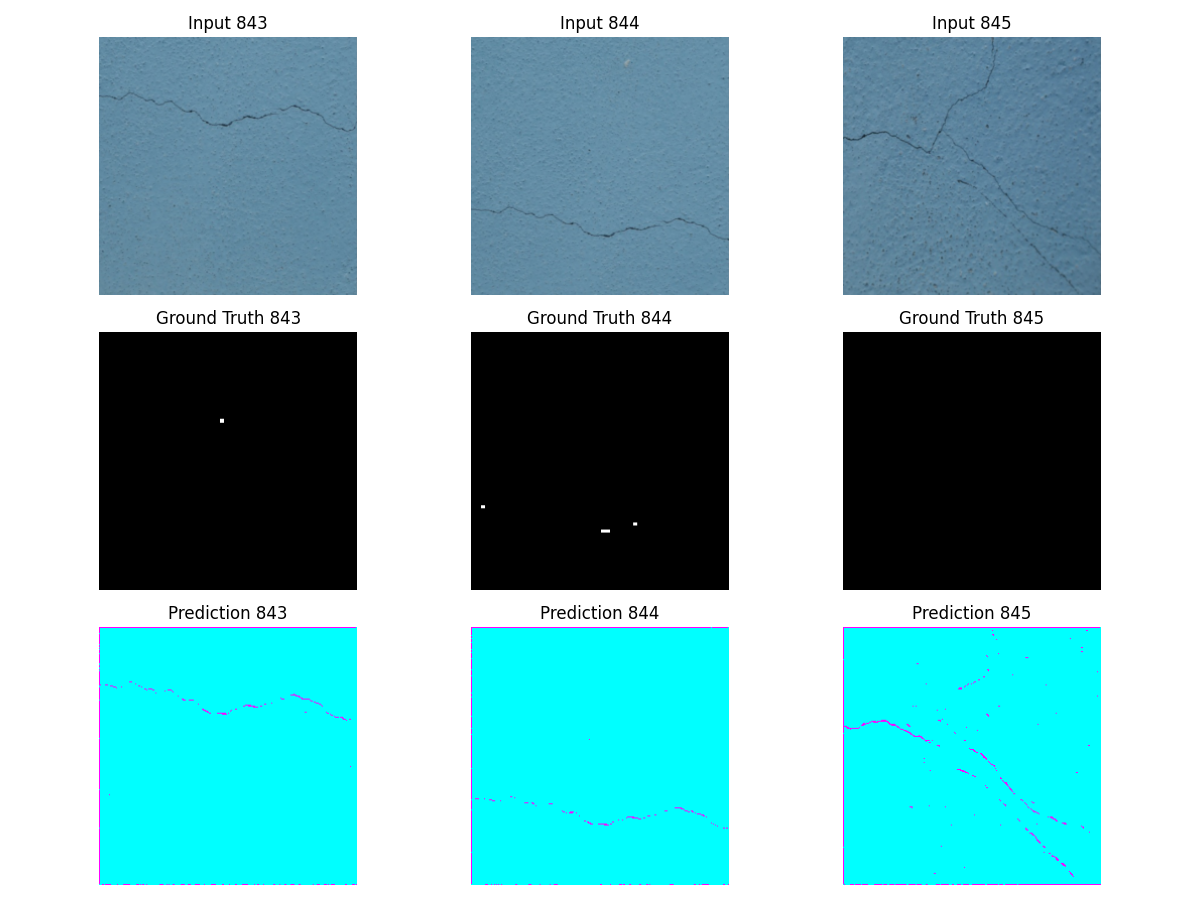 Input 843
Input 844
Input 845
Ground Truth 843
Ground Truth 844
Ground Truth 845
Prediction 843
Prediction 844
Prediction 845